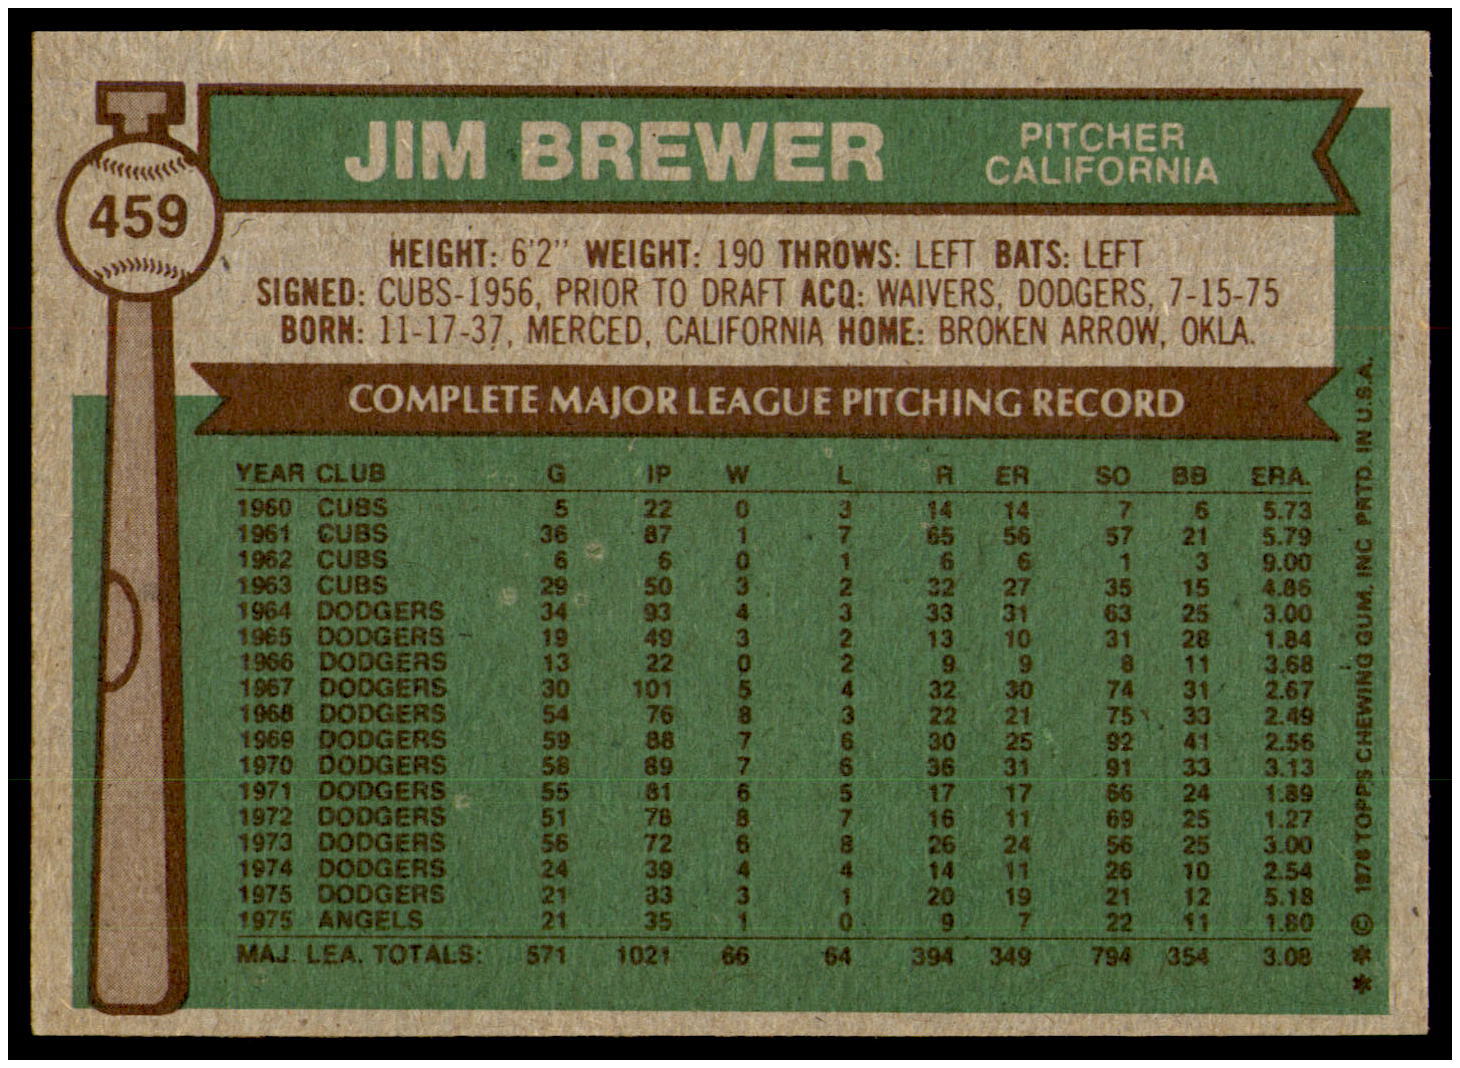 JIM BREWER
PITCHER
CALIFORNIA
459
HEIGHT: 6'2" WEIGHT: 190 THROWS: LEFT BATS: LEFT
SIGNED: CUBS-1956, PRIOR TO DRAFT ACQ: WAIVERS, DODGERS, 7-15-75
BORN: 11-17-37, MERCED, CALIFORNIA HOME: BROKEN ARROW, OKLA.
COMPLETE MAJOR LEAGUE PITCHING RECORD
YEAR CLUB G IP W L R ER SO BB ERA.
1960 CUBS 5 22 0 3 14 14 7 6 5.73
1961 CUBS 36 87 1 7 65 56 57 21 5.79
1962 CUBS 6 6 0 1 6 6 1 3 9.00
1963 CUBS 29 50 3 2 32 27 35 15 4.86
1964 DODGERS 34 93 4 3 33 31 63 25 3.00
1965 DODGERS 19 49 3 2 13 10 31 28 1.84
1966 DODGERS 13 22 0 2 9 9 8 11 3.68
1967 DODGERS 30 101 5 4 32 30 74 31 2.67
1968 DODGERS 54 76 8 3 22 21 75 33 2.49
1969 DODGERS 59 88 7 6 30 25 92 41 2.56
1970 DODGERS 58 89 7 6 36 31 91 33 3.13
1971 DODGERS 55 81 6 5 17 17 66 24 1.89
1972 DODGERS 51 78 8 7 16 11 69 25 1.27
1973 DODGERS 56 72 6 8 26 24 56 25 3.00
1974 DODGERS 24 39 4 4 14 11 26 10 2.54
1975 DODGERS 21 33 3 1 20 19 21 12 5.18
1975 ANGELS 21 35 1 0 9 7 22 11 1.80
MAJ. LEA. TOTALS: 571 1021 66 64 394 349 794 354 3.08
** © 1976 TOPPS CHEWING GUM, INC PRTD. IN U.S.A.